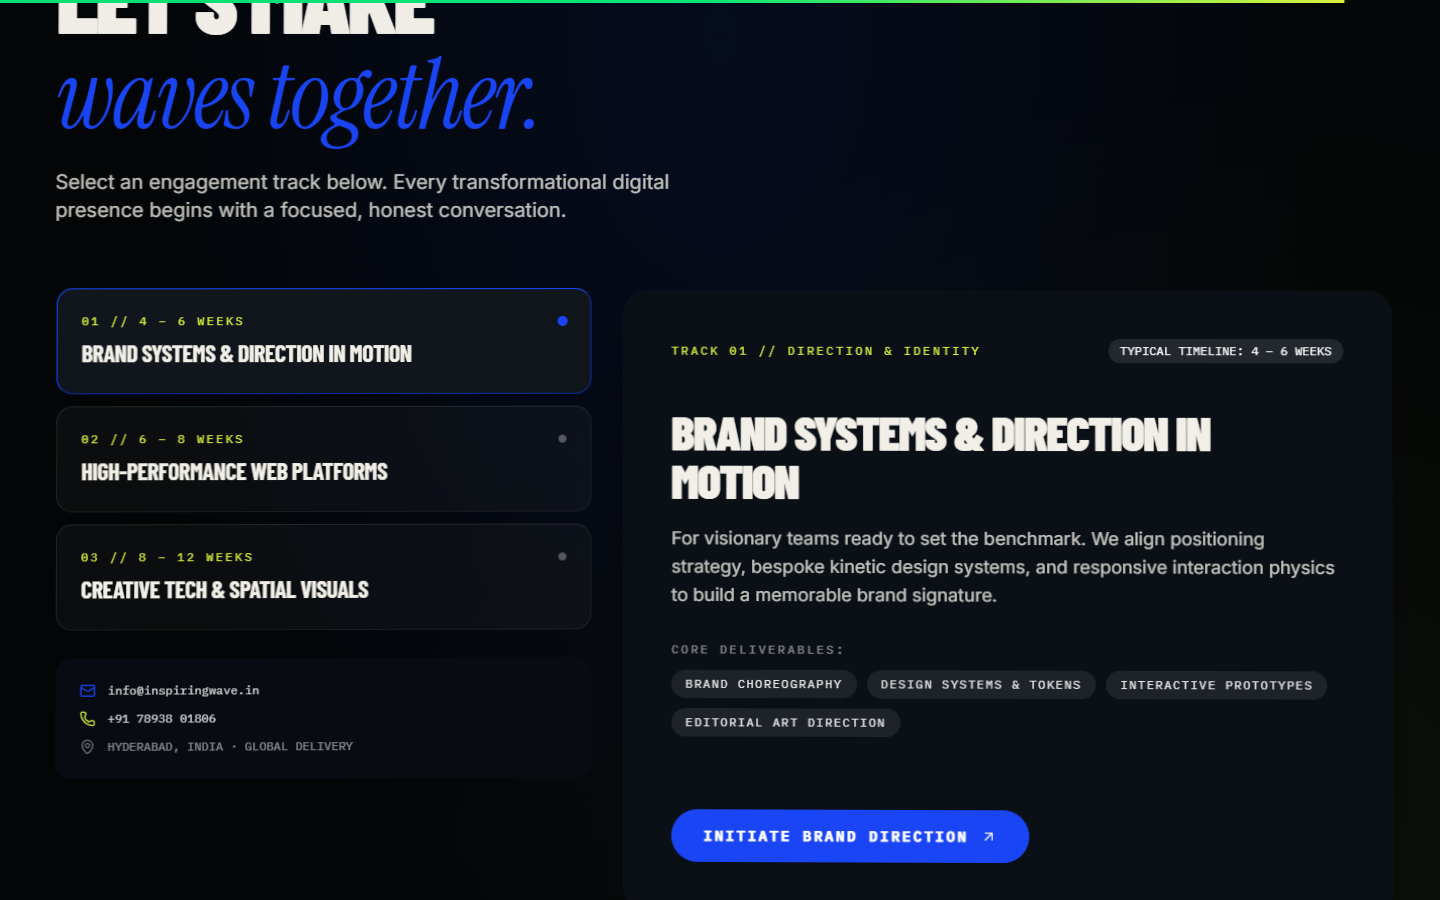 LET'S MAKE
waves together.
Select an engagement track below. Every transformational digital
presence begins with a focused, honest conversation.
01 // 4 – 6 WEEKS
BRAND SYSTEMS & DIRECTION IN MOTION
02 // 6 – 8 WEEKS
HIGH-PERFORMANCE WEB PLATFORMS
03 // 8 – 12 WEEKS
CREATIVE TECH & SPATIAL VISUALS
info@inspiringwave.in
+91 78938 01806
HYDERABAD, INDIA · GLOBAL DELIVERY
TRACK 01 // DIRECTION & IDENTITY
TYPICAL TIMELINE: 4 – 6 WEEKS
BRAND SYSTEMS & DIRECTION IN
MOTION
For visionary teams ready to set the benchmark. We align positioning
strategy, bespoke kinetic design systems, and responsive interaction physics
to build a memorable brand signature.
CORE DELIVERABLES:
BRAND CHOREOGRAPHY
DESIGN SYSTEMS & TOKENS
INTERACTIVE PROTOTYPES
EDITORIAL ART DIRECTION
INITIATE BRAND DIRECTION